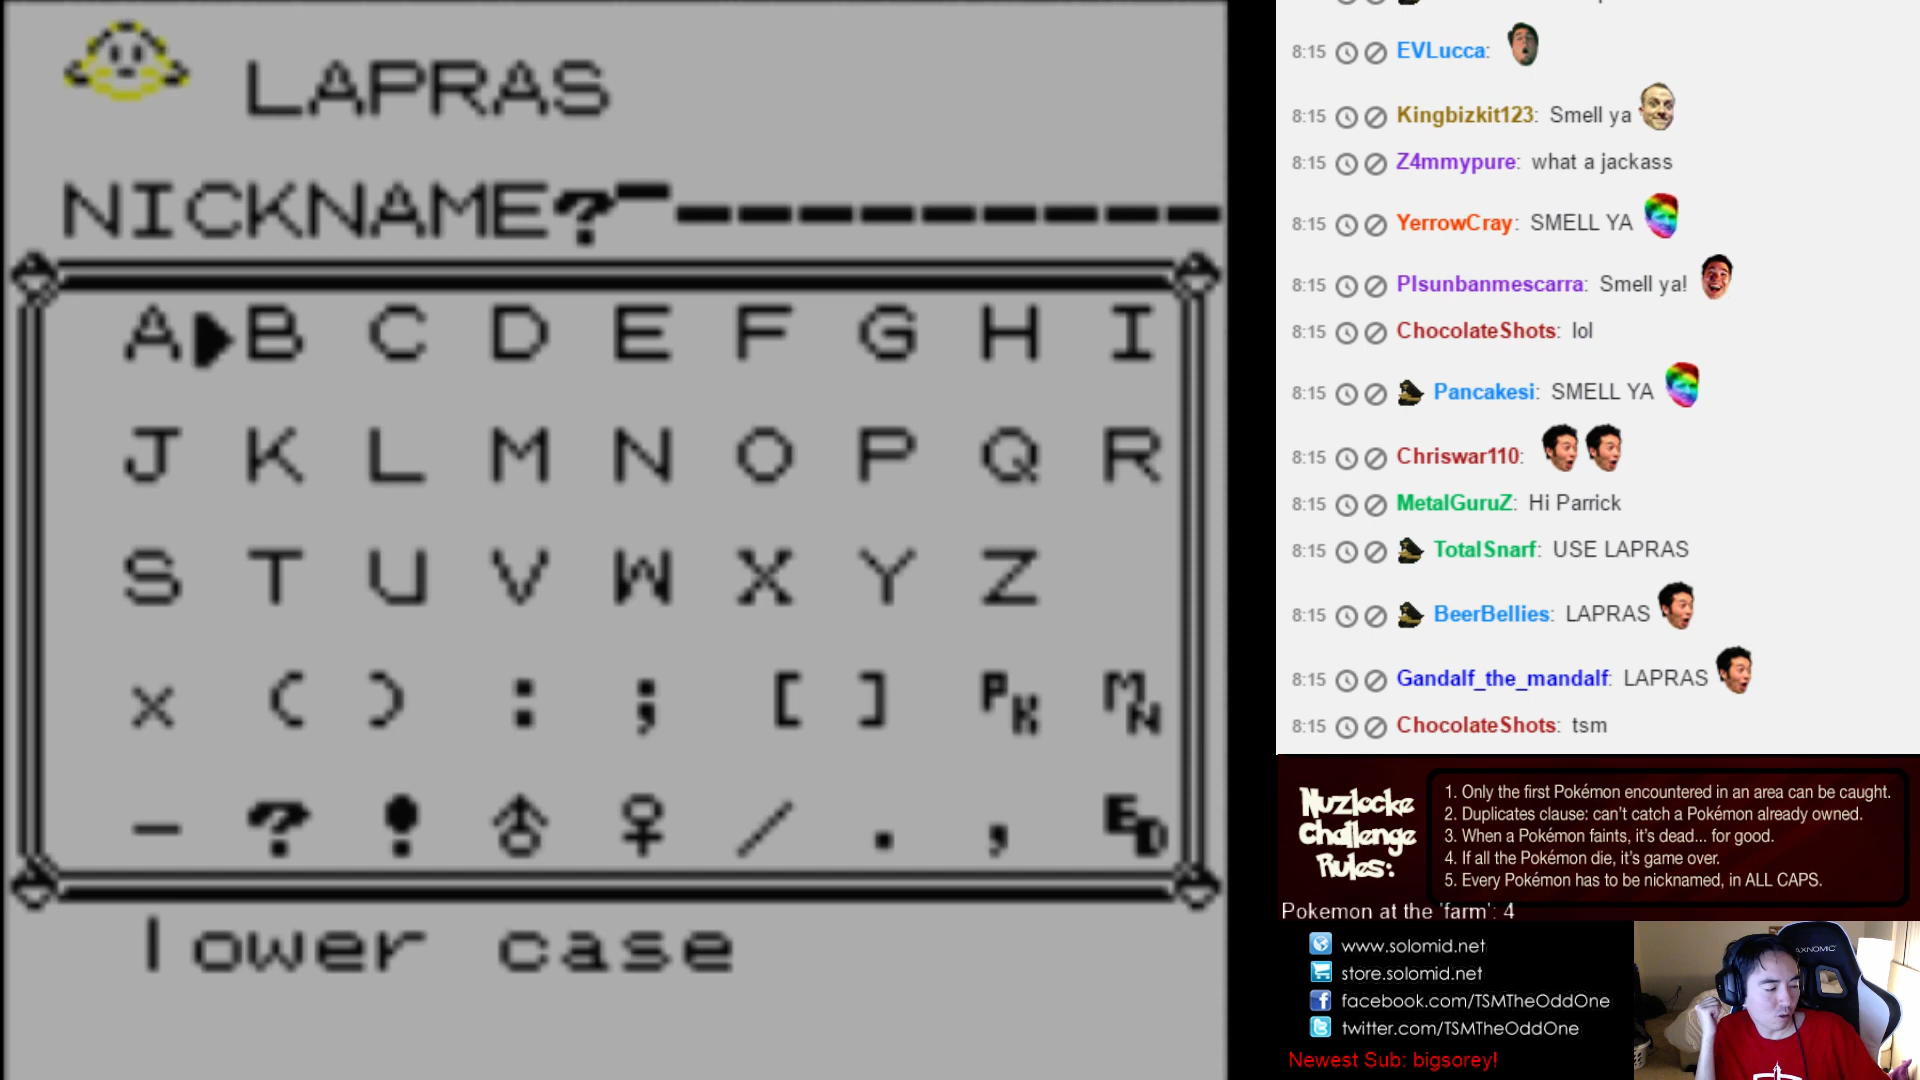 LAPRAS
NICKNAME?
A B C D E F G H I
J K L M N O P Q R
S T U V W X Y Z
× ( ) : ; [ ] PK MN
- ? ! ♂ ♀ / . , ED
lower case
8:15 EVLucca:
8:15 Kingbizkit123: Smell ya
8:15 Z4mmypure: what a jackass
8:15 YerrowCray: SMELL YA
8:15 Plsunbanmescarra: Smell ya!
8:15 ChocolateShots: lol
8:15 Pancakesi: SMELL YA
8:15 Chriswar110:
8:15 MetalGuruZ: Hi Parrick
8:15 TotalSnarf: USE LAPRAS
8:15 BeerBellies: LAPRAS
8:15 Gandalf_the_mandalf: LAPRAS
8:15 ChocolateShots: tsm
Nuzlocke
Challenge
Rules:
1. Only the first Pokémon encountered in an area can be caught.
2. Duplicates clause: can't catch a Pokémon already owned.
3. When a Pokémon faints, it's dead... for good.
4. If all the Pokémon die, it's game over.
5. Every Pokémon has to be nicknamed, in ALL CAPS.
Pokemon at the 'farm': 4
www.solomid.net
store.solomid.net
facebook.com/TSMTheOddOne
twitter.com/TSMTheOddOne
Newest Sub: bigsorey!
AXNOMIC